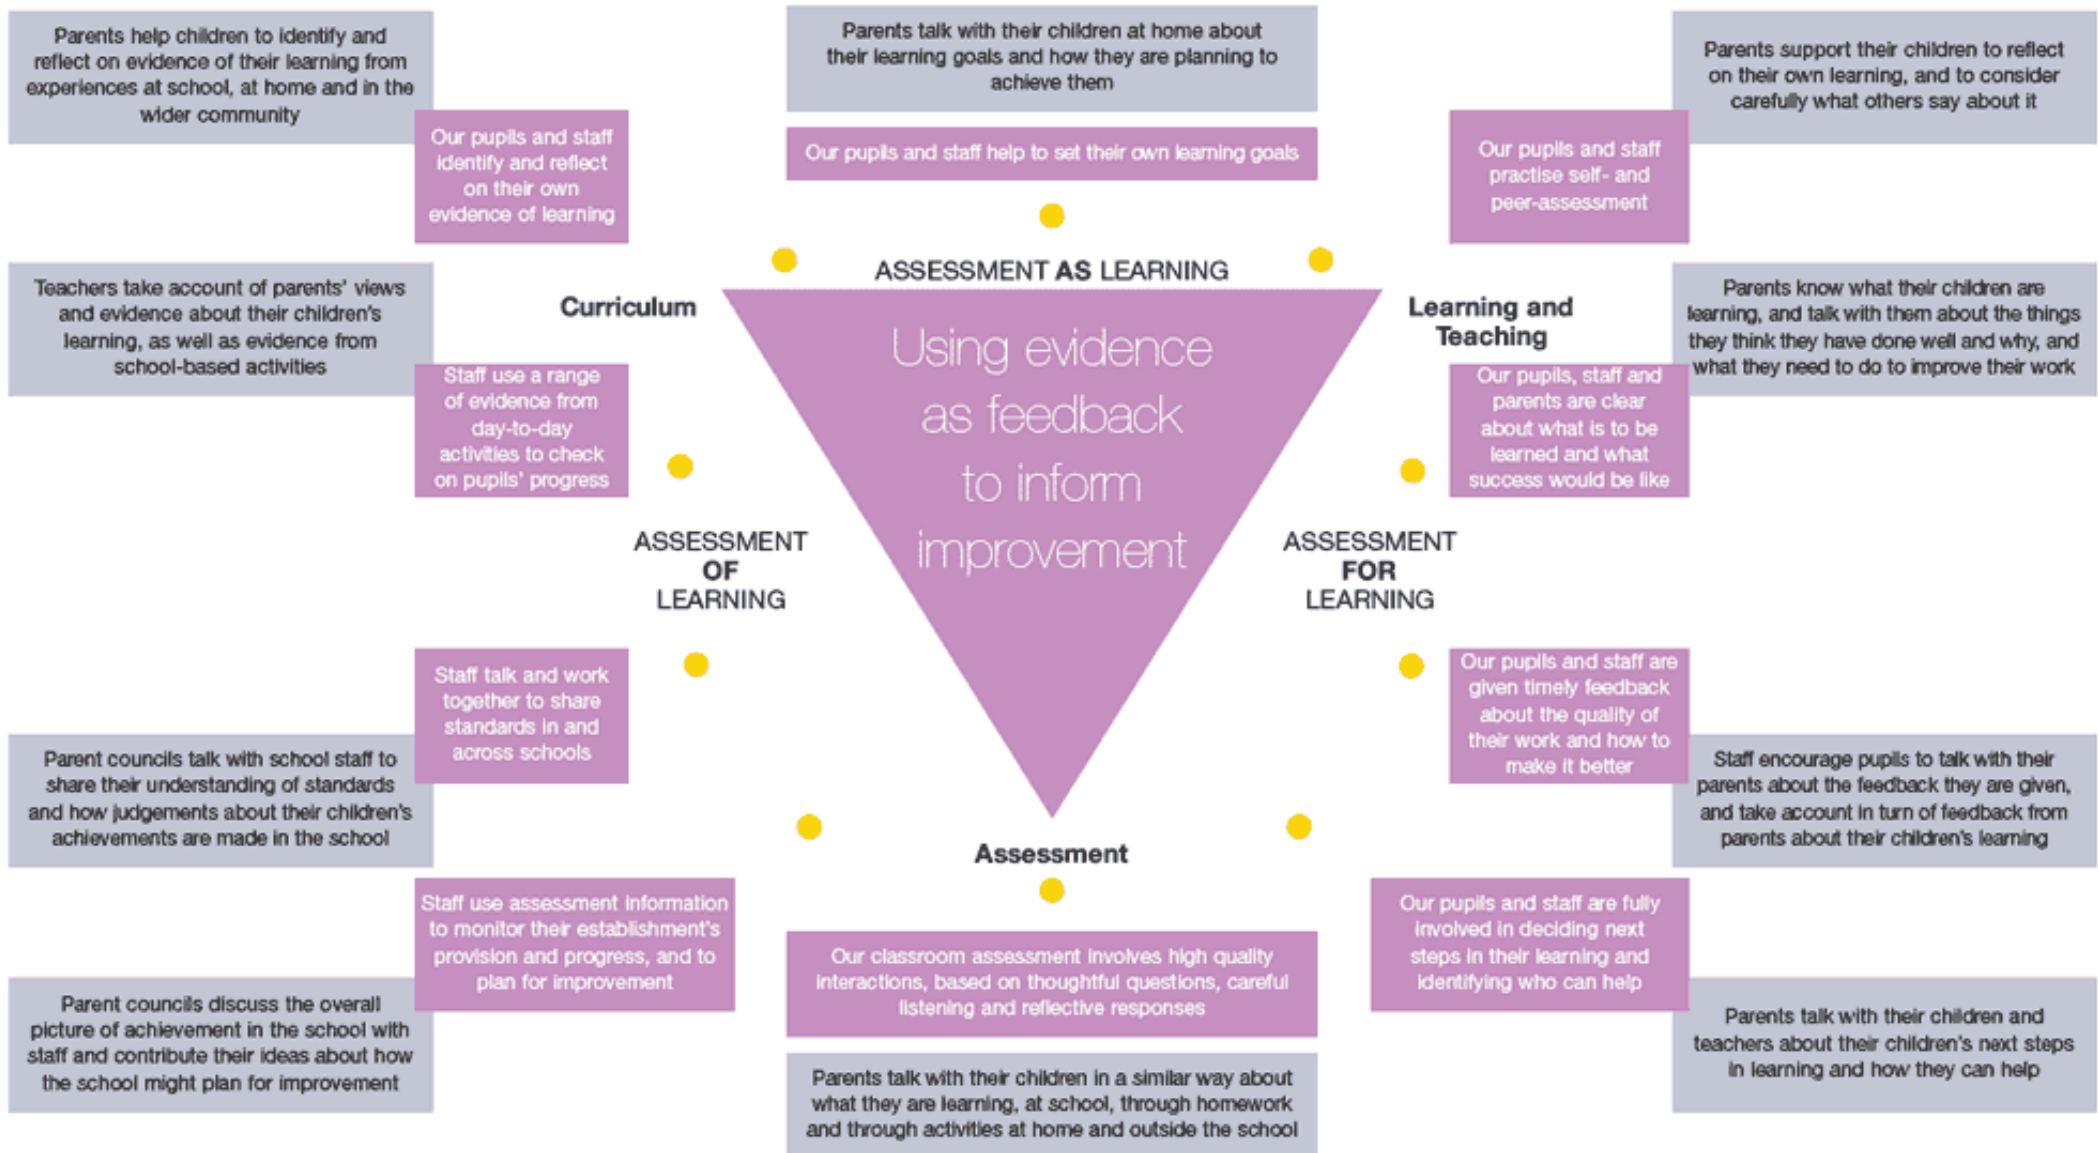 Parents help children to identify and
reflect on evidence of their learning from
experiences at school, at home and in the
wider community
Our pupils and staff
identify and reflect
on their own
evidence of learning
Parents talk with their children at home about
their learning goals and how they are planning to
achieve them
Our pupils and staff help to set their own learning goals
Parents support their children to reflect
on their own learning, and to consider
carefully what others say about it
Our pupils and staff
practise self- and
peer-assessment
Teachers take account of parents' views
and evidence about their children's
learning, as well as evidence from
school-based activities
Staff use a range
of evidence from
day-to-day
activities to check
on pupils' progress
Curriculum
ASSESSMENT AS LEARNING
Learning and
Teaching
Using evidence
as feedback
to inform
improvement
Parents know what their children are
learning, and talk with them about the things
they think they have done well and why, and
what they need to do to improve their work
Our pupils, staff and
parents are clear
about what is to be
learned and what
success would be like
ASSESSMENT
OF
LEARNING
ASSESSMENT
FOR
LEARNING
Staff talk and work
together to share
standards in and
across schools
Parent councils talk with school staff to
share their understanding of standards
and how judgements about their children's
achievements are made in the school
Our pupils and staff are
given timely feedback
about the quality of
their work and how to
make it better
Staff encourage pupils to talk with their
parents about the feedback they are given,
and take account in turn of feedback from
parents about their children's learning
Assessment
Staff use assessment information
to monitor their establishment's
provision and progress, and to
plan for improvement
Parent councils discuss the overall
picture of achievement in the school with
staff and contribute their ideas about how
the school might plan for improvement
Our classroom assessment involves high quality
interactions, based on thoughtful questions, careful
listening and reflective responses
Parents talk with their children in a similar way about
what they are learning, at school, through homework
and through activities at home and outside the school
Our pupils and staff are fully
involved in deciding next
steps in their learning and
identifying who can help
Parents talk with their children and
teachers about their children's next steps
in learning and how they can help